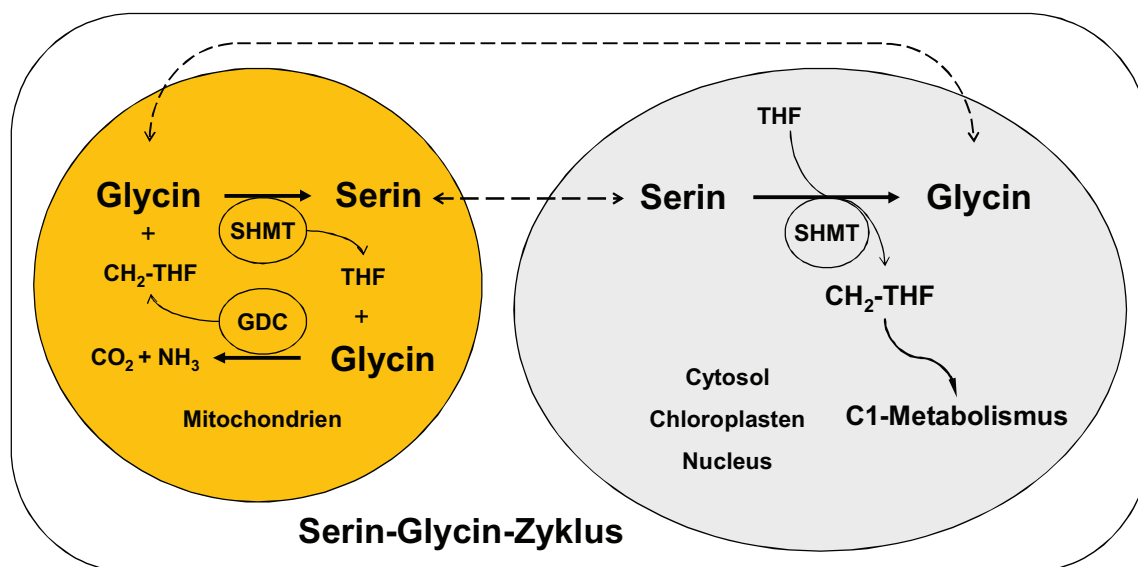 Glycin
Serin
SHMT
+
CH₂-THF
THF
GDC
+
CO₂ + NH₃
Glycin
Mitochondrien
THF
Serin
Glycin
SHMT
CH₂-THF
Cytosol
Chloroplasten
Nucleus
C1-Metabolismus
Serin-Glycin-Zyklus